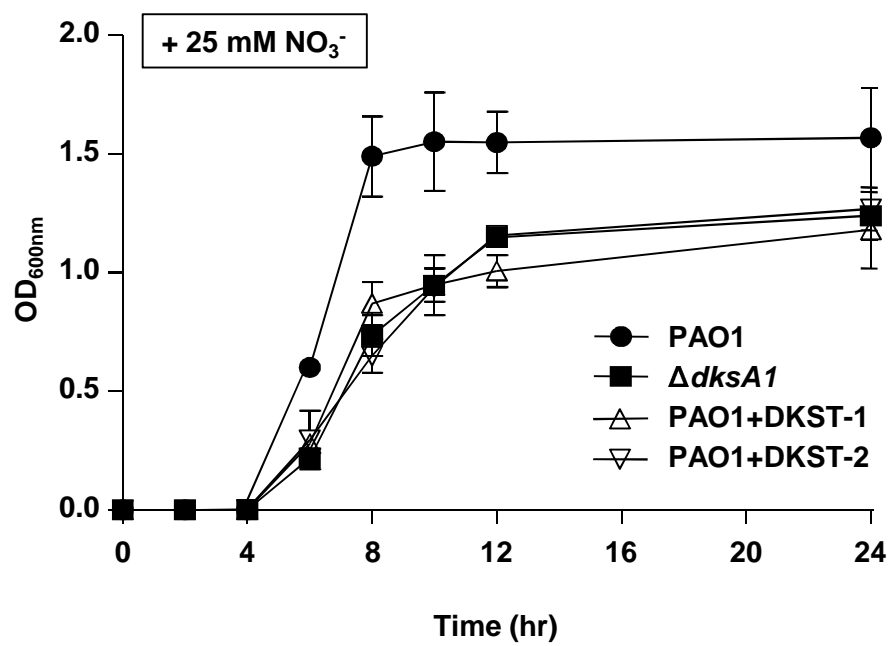 + 25 mM NO₃⁻
2.0
1.5
1.0
0.5
0.0
OD₆₀₀ₙₘ
0 4 8 12 16 20 24
Time (hr)
PAO1
ΔdksA1
PAO1+DKST-1
PAO1+DKST-2